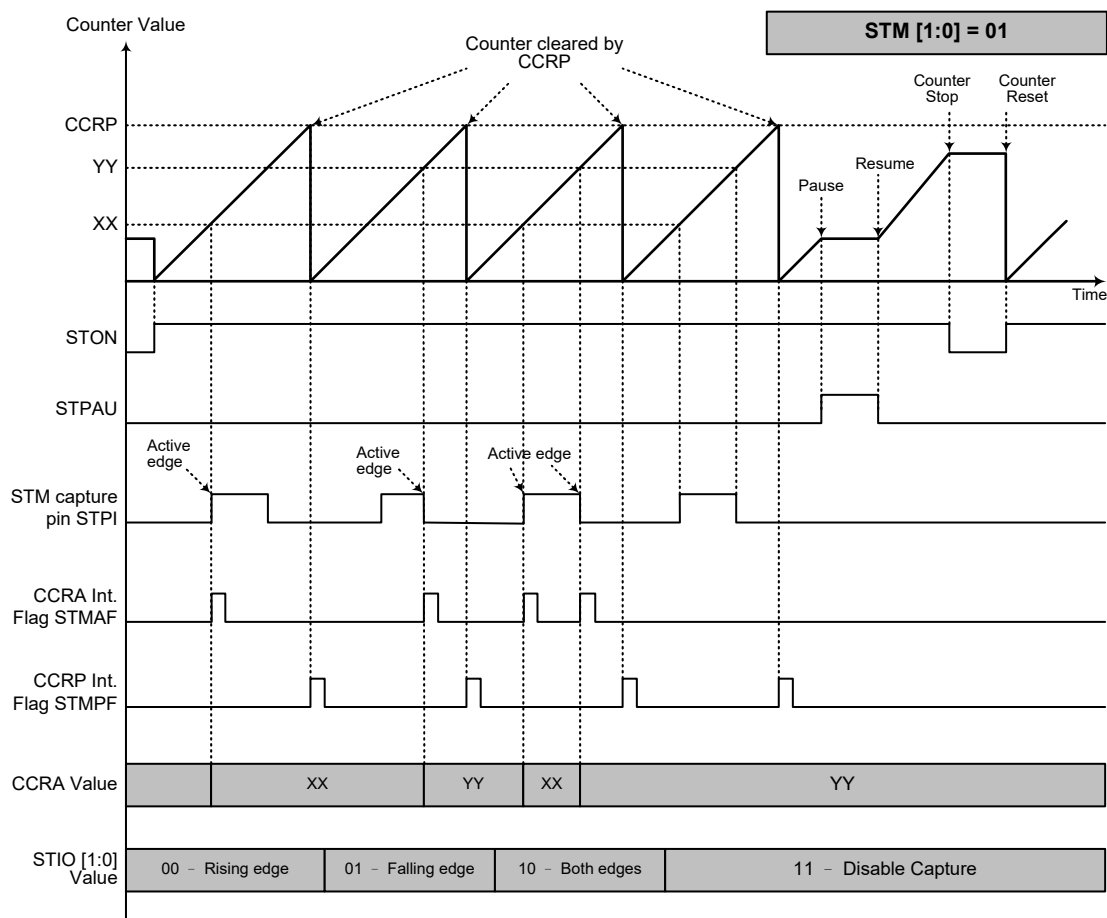 Counter Value
STM [1:0] = 01
Counter cleared by
CCRP
Counter
Stop
Counter
Reset
CCRP
YY
XX
Pause
Resume
Time
STON
STPAU
Active
edge
Active
edge
Active edge
STM capture
pin STPI
CCRA Int.
Flag STMAF
CCRP Int.
Flag STMPF
CCRA Value
XX
YY
XX
YY
STIO [1:0]
Value
00 – Rising edge
01 – Falling edge
10 – Both edges
11 – Disable Capture